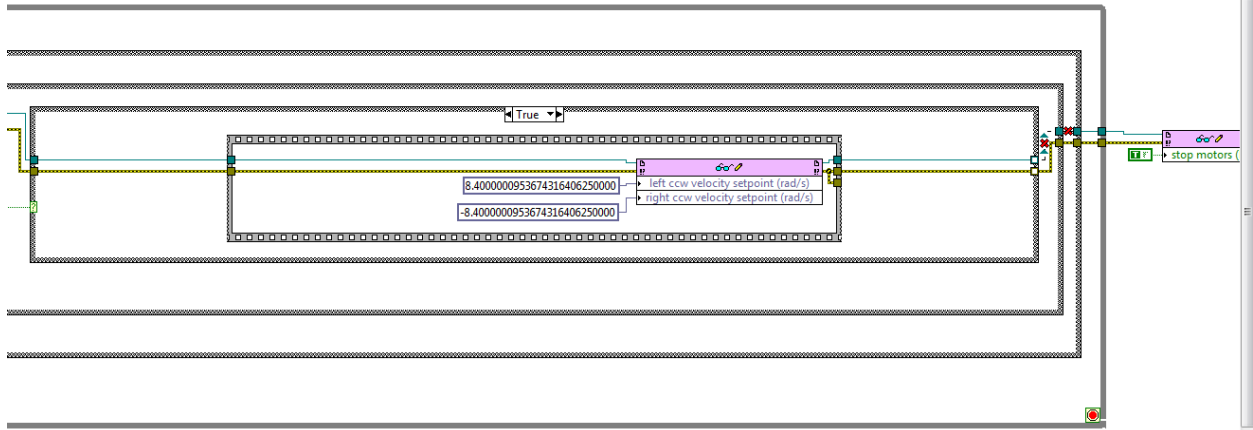 True
8.4000000953674316406250000
left ccw velocity setpoint (rad/s)
-8.4000000953674316406250000
right ccw velocity setpoint (rad/s)
T
stop motors (